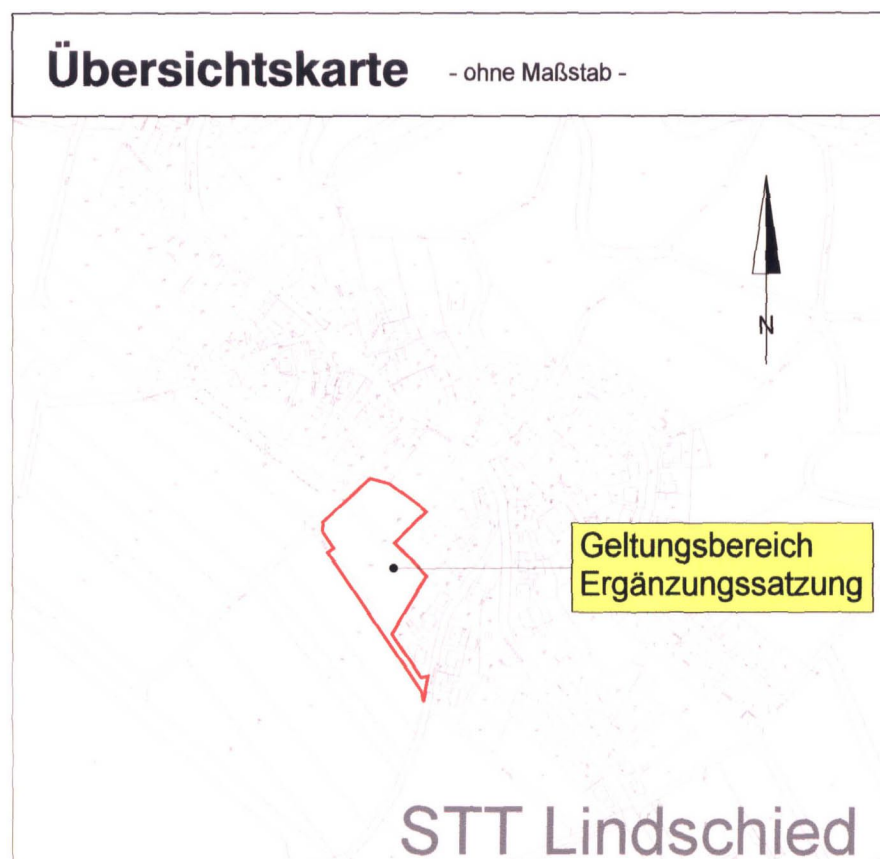 Übersichtskarte - ohne Maßstab -
N
Geltungsbereich
Ergänzungssatzung
STT Lindschied